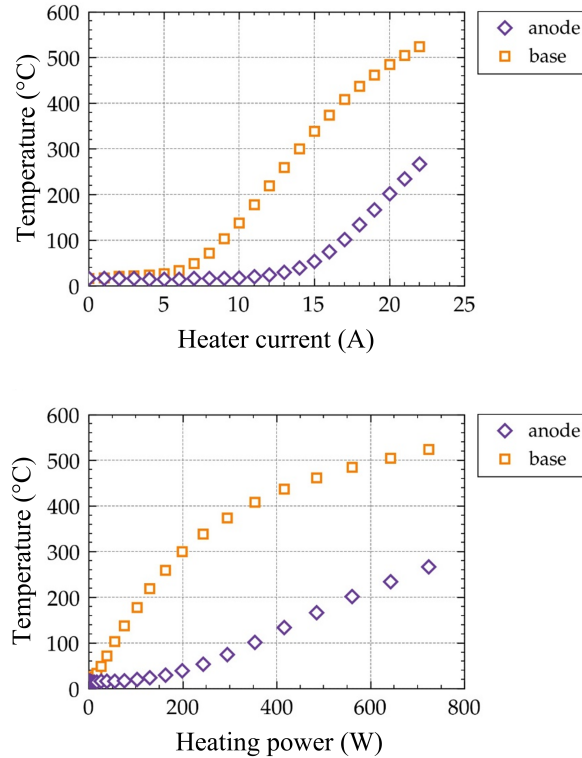 600
500
400
300
200
100
0
Temperature (°C)
0 5 10 15 20 25
Heater current (A)
anode
base
600
500
400
300
200
100
0
Temperature (°C)
0 200 400 600 800
Heating power (W)
anode
base